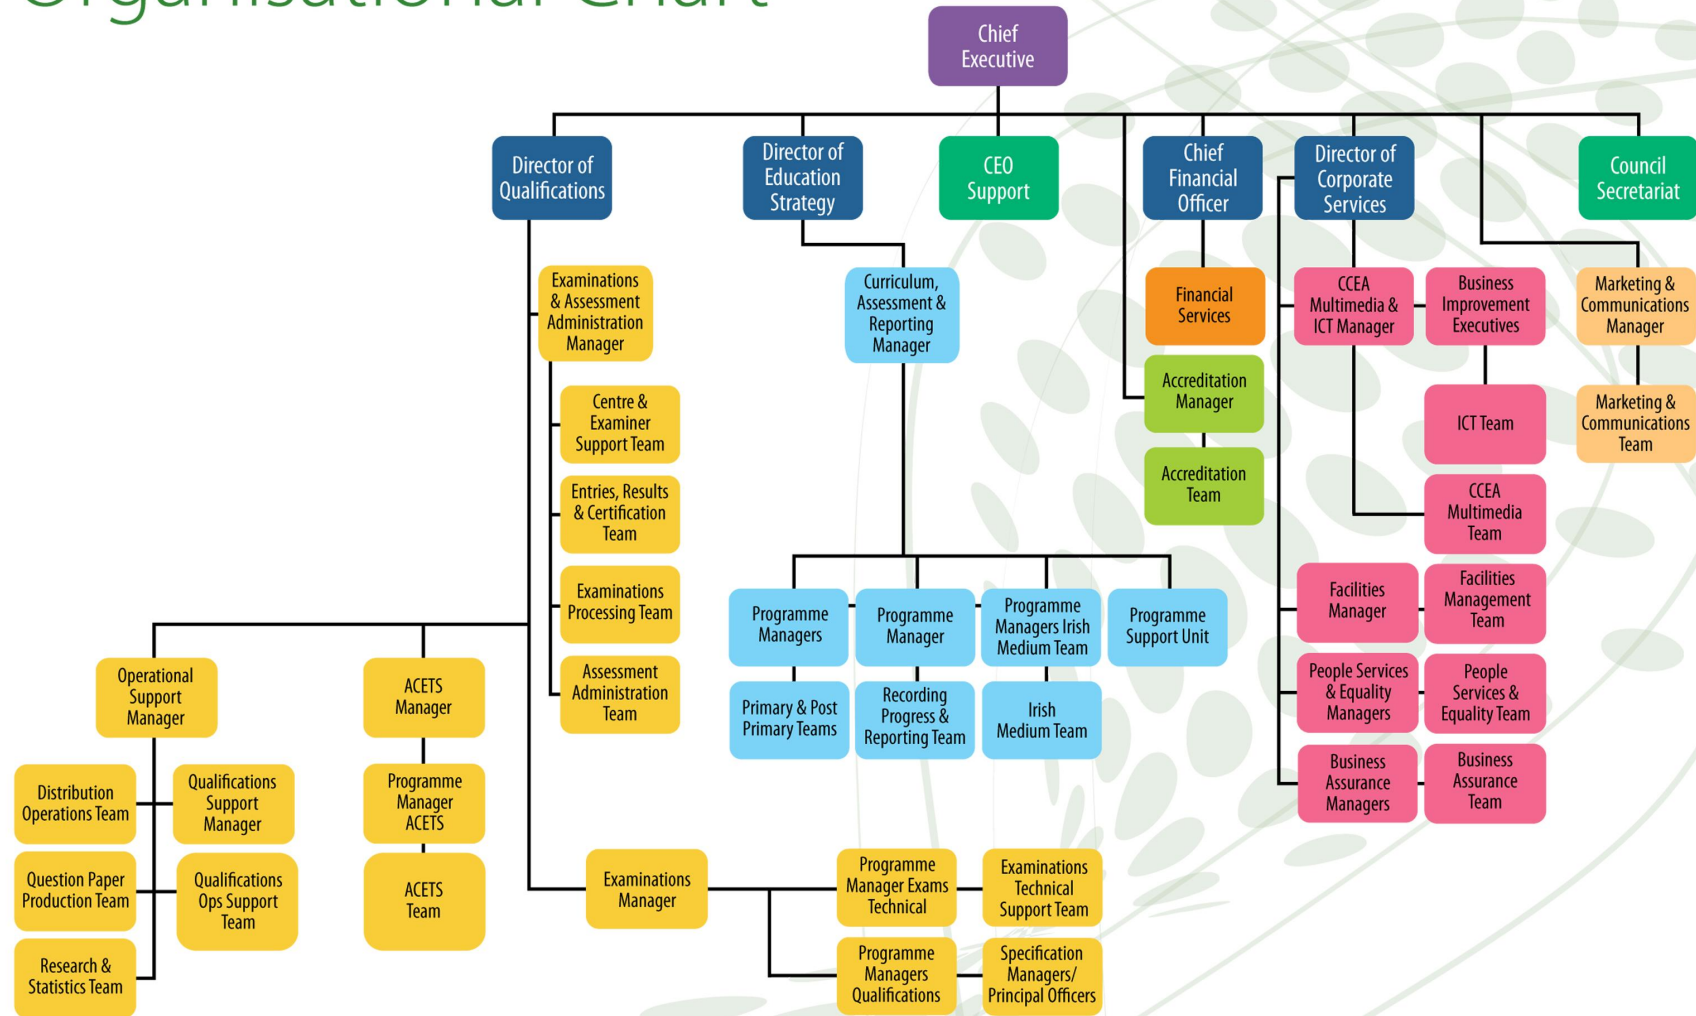 Organisational Chart
Chief
Executive
Director of
Qualifications
Director of
Education
Strategy
CEO
Support
Chief
Financial
Officer
Director of
Corporate
Services
Council
Secretariat
Examinations
& Assessment
Administration
Manager
Curriculum,
Assessment &
Reporting
Manager
Financial
Services
CCEA
Multimedia &
ICT Manager
Business
Improvement
Executives
Marketing &
Communications
Manager
Accreditation
Manager
Centre &
Examiner
Support Team
ICT Team
Marketing &
Communications
Team
Accreditation
Team
Entries, Results
& Certification
Team
CCEA
Multimedia
Team
Examinations
Processing Team
Programme
Managers
Programme
Manager
Programme
Managers Irish
Medium Team
Programme
Support Unit
Facilities
Manager
Facilities
Management
Team
Operational
Support
Manager
ACETS
Manager
Assessment
Administration
Team
Primary & Post
Primary Teams
Recording
Progress &
Reporting Team
Irish
Medium Team
People Services
& Equality
Managers
People
Services &
Equality Team
Distribution
Operations Team
Qualifications
Support
Manager
Programme
Manager
ACETS
Business
Assurance
Managers
Business
Assurance
Team
Question Paper
Production Team
Qualifications
Ops Support
Team
ACETS
Team
Examinations
Manager
Programme
Manager Exams
Technical
Examinations
Technical
Support Team
Research &
Statistics Team
Programme
Managers
Qualifications
Specification
Managers/
Principal Officers